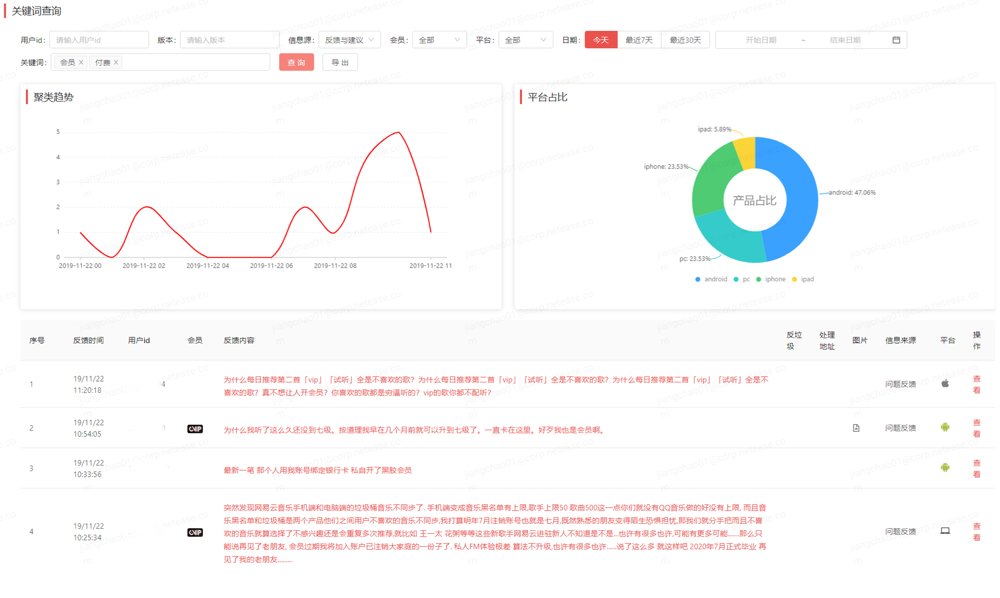 关键词查询
用户id: 请输入用户id 版本: 请输入版本 信息源: 反馈与建议 会员: 全部 平台: 全部 日期: 今天 最近7天 最近30天 开始日期 ~ 结束日期
关键词: 会员 X 付费 X 查 询 导 出
聚类趋势
5
4
3
2
1
0
2019-11-22 00 2019-11-22 02 2019-11-22 04 2019-11-22 06 2019-11-22 08 2019-11-22 11
平台占比
ipad: 5.89%
iphone: 23.53%
android: 47.06%
产品占比
pc: 23.53%
android pc iphone ipad
序号 反馈时间 用户id 会员 反馈内容 反垃圾 处理地址 图片 信息来源 平台 操作
1 19/11/22 11:20:18 4
为什么每日推荐第二首「vip」「试听」全是不喜欢的歌？为什么每日推荐第二首「vip」「试听」全是不喜欢的歌？为什么每日推荐第二首「vip」「试听」全是不
喜欢的歌？真不想让人开会员？你喜欢的歌都是穷逼听的？vip的歌你都不配听？
问题反馈 查看
2 19/11/22 10:54:05 VIP
为什么我听了这么久还没到七级。按道理我早在几个月前就可以升到七级了。一直卡在这里。好歹我也是会员啊。
问题反馈 查看
3 19/11/22 10:33:56
最新一笔 那个人用我账号绑定银行卡 私自开了黑胶会员
查看
4 19/11/22 10:25:34 VIP
突然发现网易云音乐手机端和电脑端的垃圾桶音乐不同步了. 手机端变成音乐黑名单有上限,歌手上限50 歌曲500这一点你们就没有QQ音乐做的好没有上限, 而且音
乐黑名单和垃圾桶是两个产品他们之间用户不喜欢的音乐不同步,我打算明年7月注销账号也就是七月,既然熟悉的朋友变得陌生恐惧担忧,那我们就分手把而且不喜
欢的音乐就算选择了不感兴趣还是会重复多次推荐,就比如 王一太 花粥等等这些新歌手网易云进驻新人不知道是不是...也许有很多也许,可能有更多可能.......那么只
能说再见了老朋友, 会员过期我将加入账户已注销大家庭的一份子了. 私人FM体验极差 算法不升级,也许有很多也许......说了这么多 就这样吧 2020年7月正式毕业 再
见了我的老朋友.........
问题反馈 查看
jiangchao01@corp.netease.com